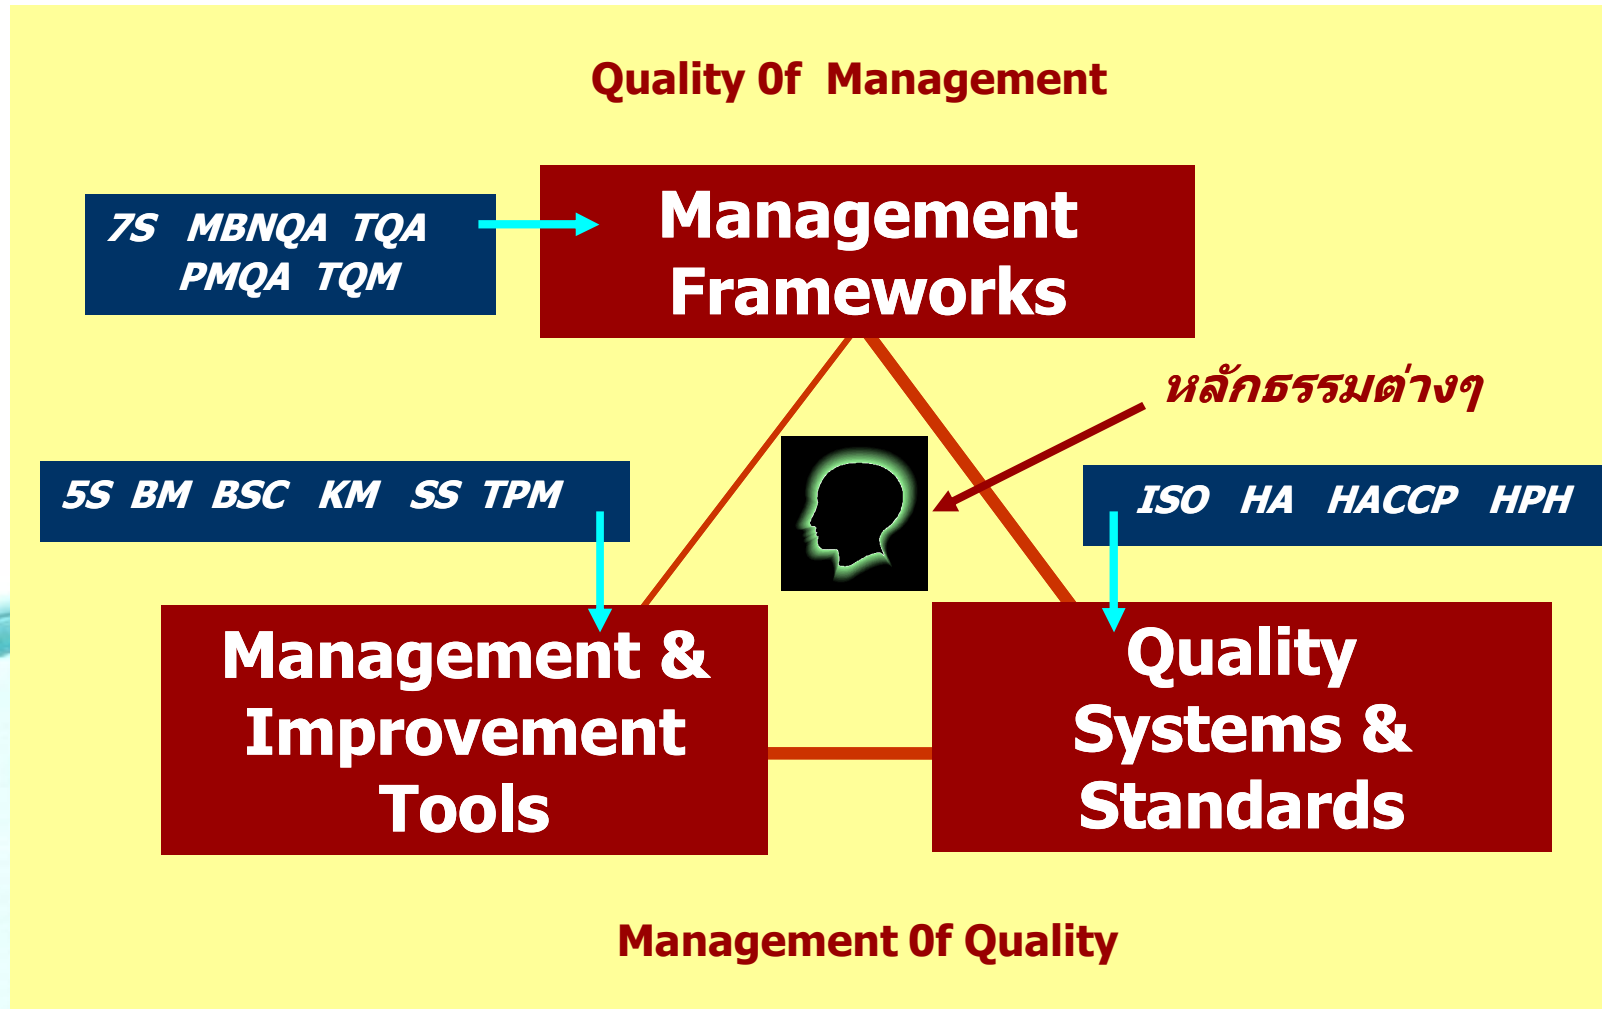 Quality 0f Management
7S MBNQA TQA
PMQA TQM
Management
Frameworks
หลักธรรมต่างๆ
5S BM BSC KM SS TPM
ISO HA HACCP HPH
Management &
Improvement
Tools
Quality
Systems &
Standards
Management 0f Quality